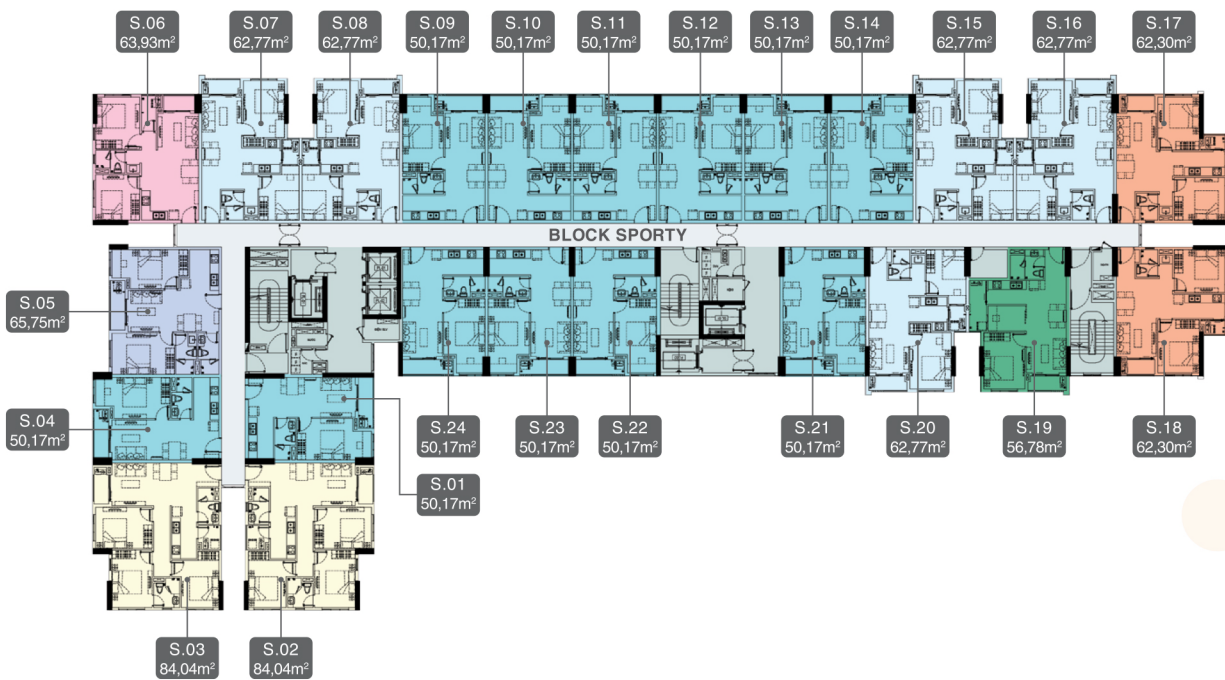 S.06
63,93m²
S.07
62,77m²
S.08
62,77m²
S.09
50,17m²
S.10
50,17m²
S.11
50,17m²
S.12
50,17m²
S.13
50,17m²
S.14
50,17m²
S.15
62,77m²
S.16
62,77m²
S.17
62,30m²
BLOCK SPORTY
S.05
65,75m²
S.04
50,17m²
S.24
50,17m²
S.23
50,17m²
S.22
50,17m²
S.21
50,17m²
S.20
62,77m²
S.19
56,78m²
S.18
62,30m²
S.01
50,17m²
S.03
84,04m²
S.02
84,04m²